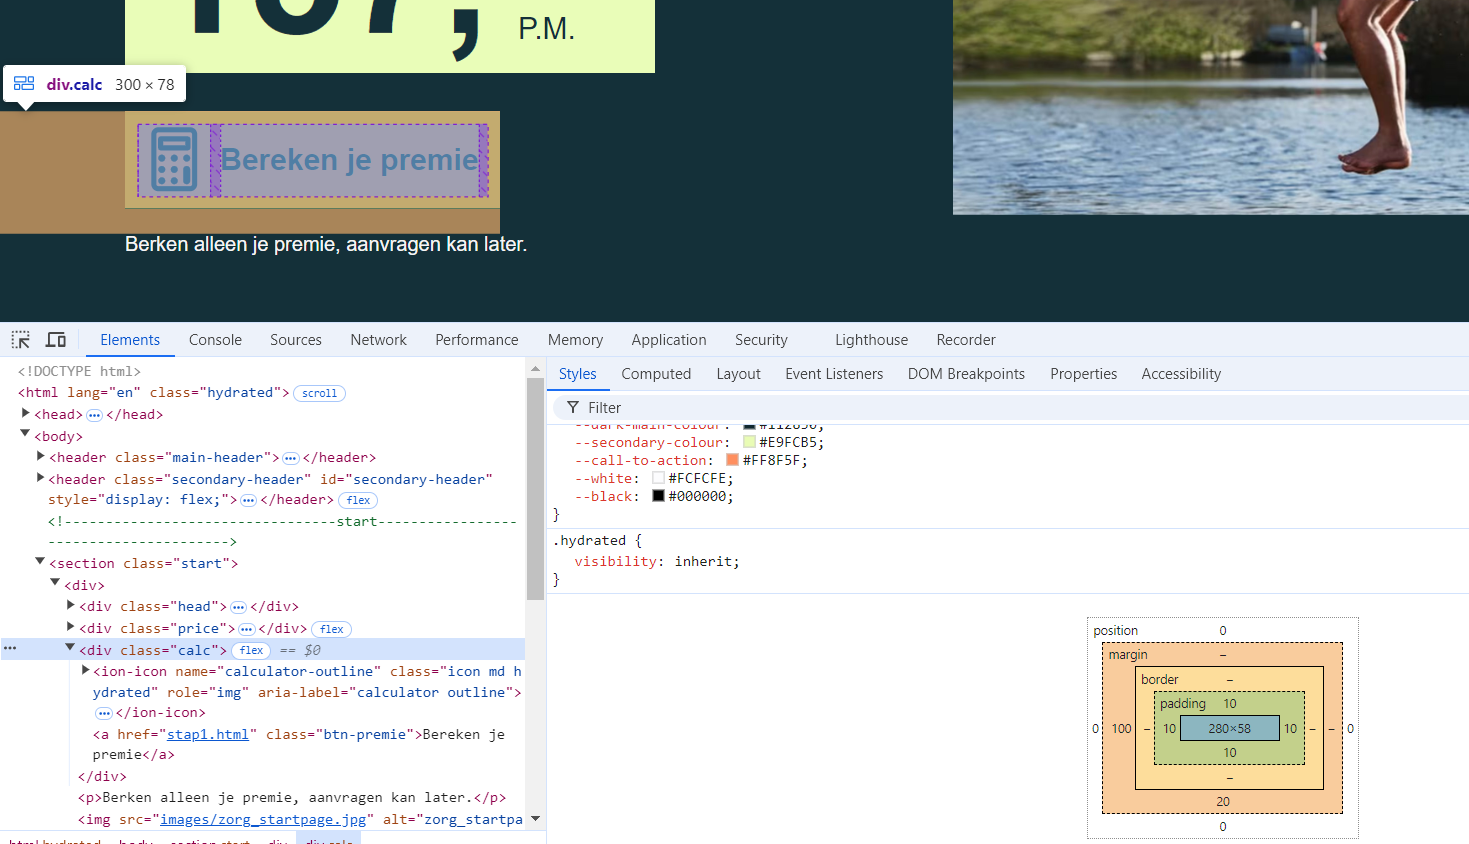 P.M.
div.calc 300 × 78
Bereken je premie
Berken alleen je premie, aanvragen kan later.
Elements Console Sources Network Performance Memory Application Security Lighthouse Recorder
<!DOCTYPE html>
<html lang="en" class="hydrated"> scroll
<head> ••• </head>
<body>
<header class="main-header"> ••• </header>
<header class="secondary-header" id="secondary-header"
style="display: flex;"> ••• </header> flex
<!---------------------------------start-----------------
----------------------->
<section class="start">
<div>
<div class="head"> ••• </div>
<div class="price"> ••• </div> flex
••• <div class="calc"> flex == $0
<ion-icon name="calculator-outline" class="icon md h
ydrated" role="img" aria-label="calculator outline">
••• </ion-icon>
<a href="stap1.html" class="btn-premie">Bereken je
premie</a>
</div>
<p>Berken alleen je premie, aanvragen kan later.</p>
<img src="images/zorg_startpage.jpg" alt="zorg_startpa
Styles Computed Layout Event Listeners DOM Breakpoints Properties Accessibility
Filter
--secondary-colour: #E9FCB5;
--call-to-action: #FF8F5F;
--white: #FCFCFE;
--black: #000000;
}
.hydrated {
visibility: inherit;
}
position 0
margin –
border –
padding 10
0 100 – 10 280×58 10 – – 0
10
–
20
0